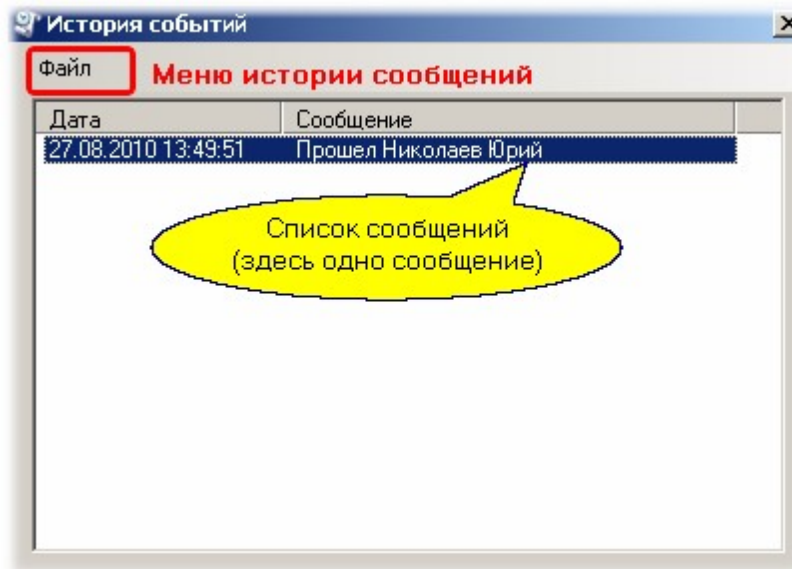 История событий
Файл
Меню истории сообщений
Дата Сообщение
27.08.2010 13:49:51 Прошел Николаев Юрий
Список сообщений
(здесь одно сообщение)